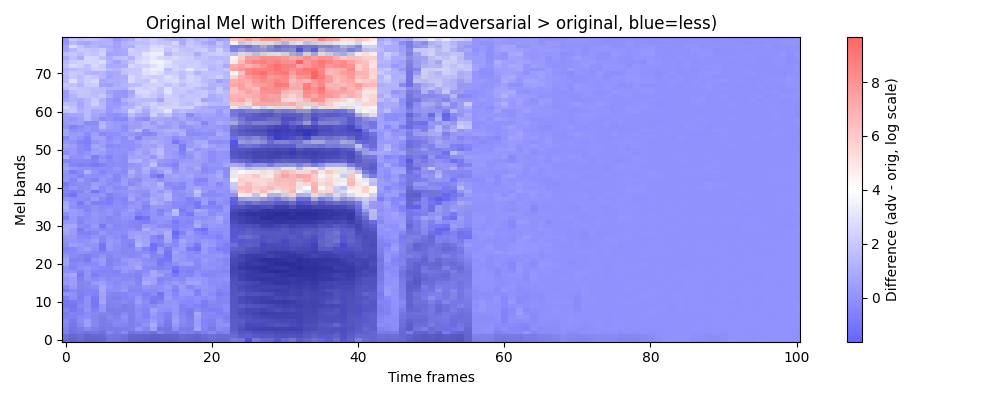 Original Mel with Differences (red=adversarial > original, blue=less)
Mel bands
70
60
50
40
30
20
10
0
0 20 40 60 80 100
Time frames
8
6
4
2
0
Difference (adv - orig, log scale)